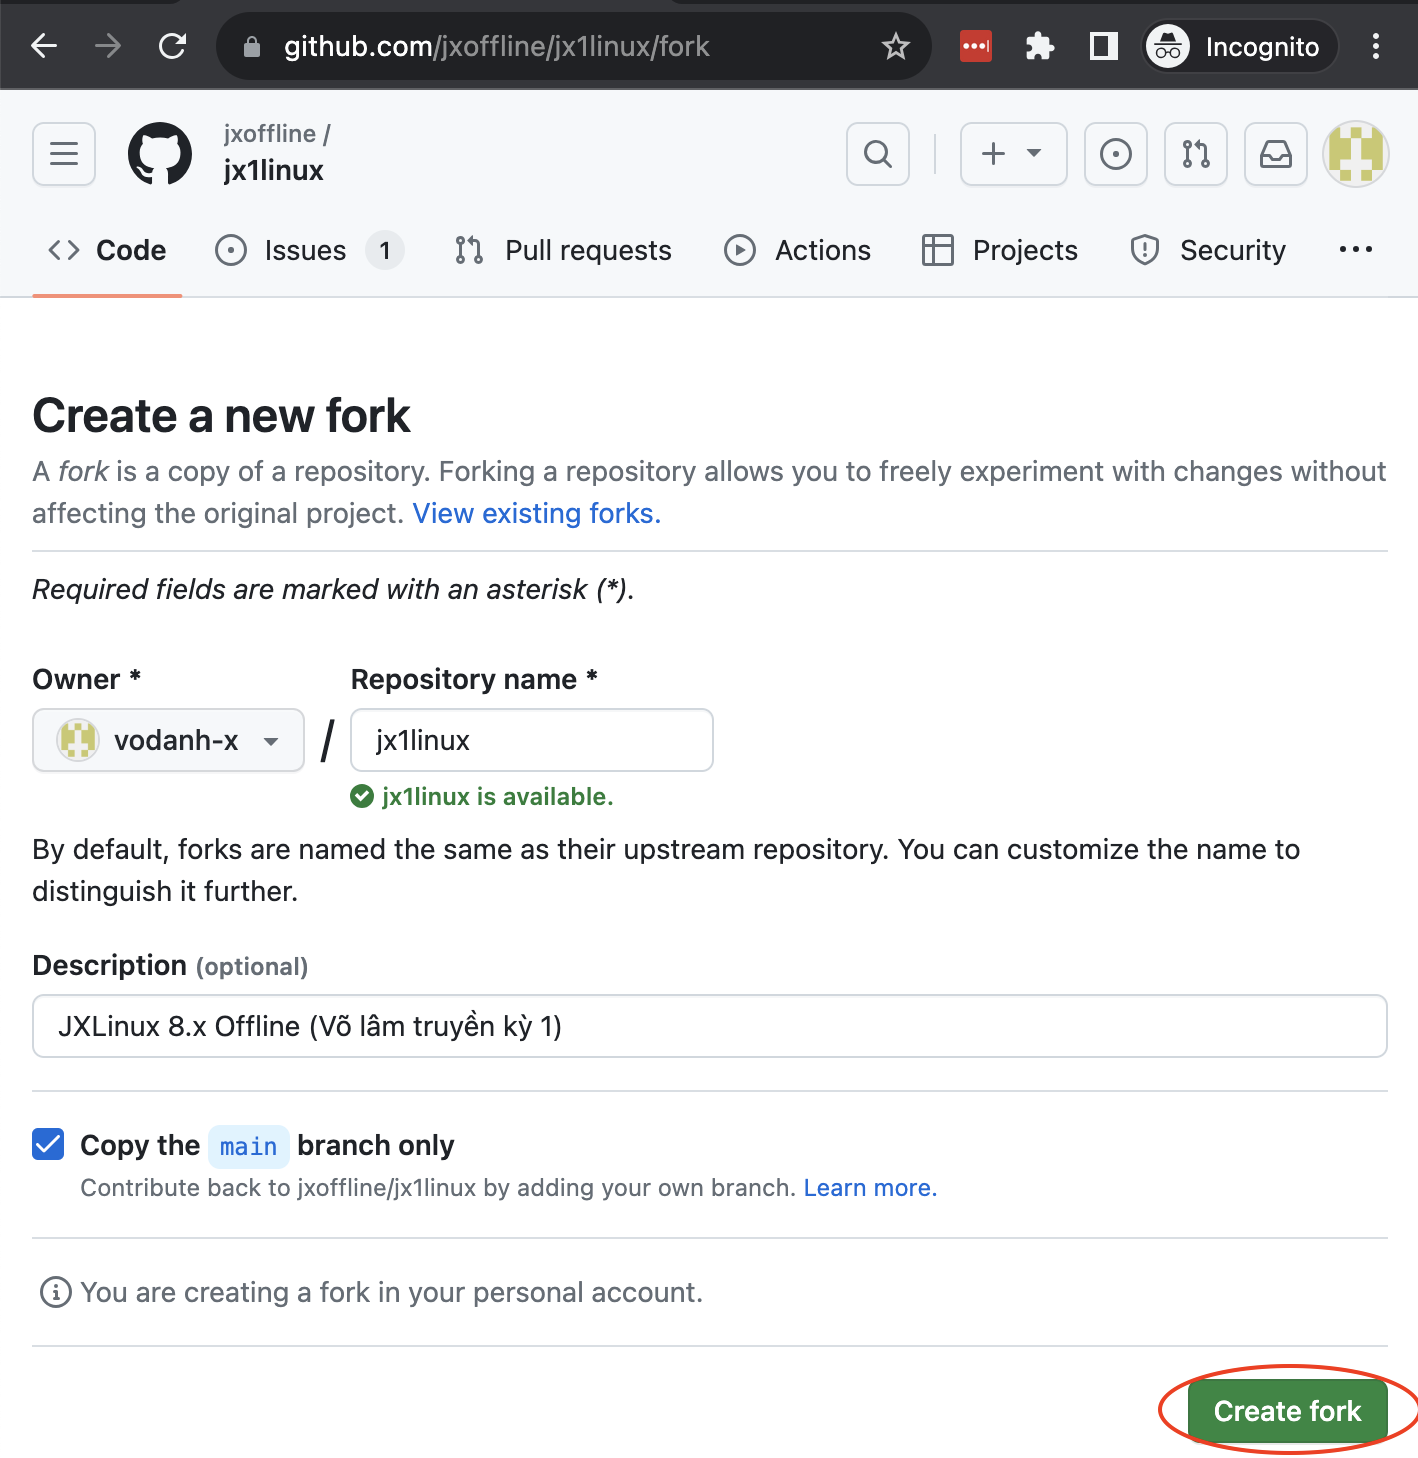 github.com/jxoffline/jx1linux/fork
Incognito
jxoffline /
jx1linux
Code
Issues 1
Pull requests
Actions
Projects
Security
Create a new fork
A fork is a copy of a repository. Forking a repository allows you to freely experiment with changes without
affecting the original project. View existing forks.
Required fields are marked with an asterisk (*).
Owner *
Repository name *
vodanh-x
/
jx1linux
jx1linux is available.
By default, forks are named the same as their upstream repository. You can customize the name to
distinguish it further.
Description (optional)
JXLinux 8.x Offline (Võ lâm truyền kỳ 1)
Copy the main branch only
Contribute back to jxoffline/jx1linux by adding your own branch. Learn more.
You are creating a fork in your personal account.
Create fork